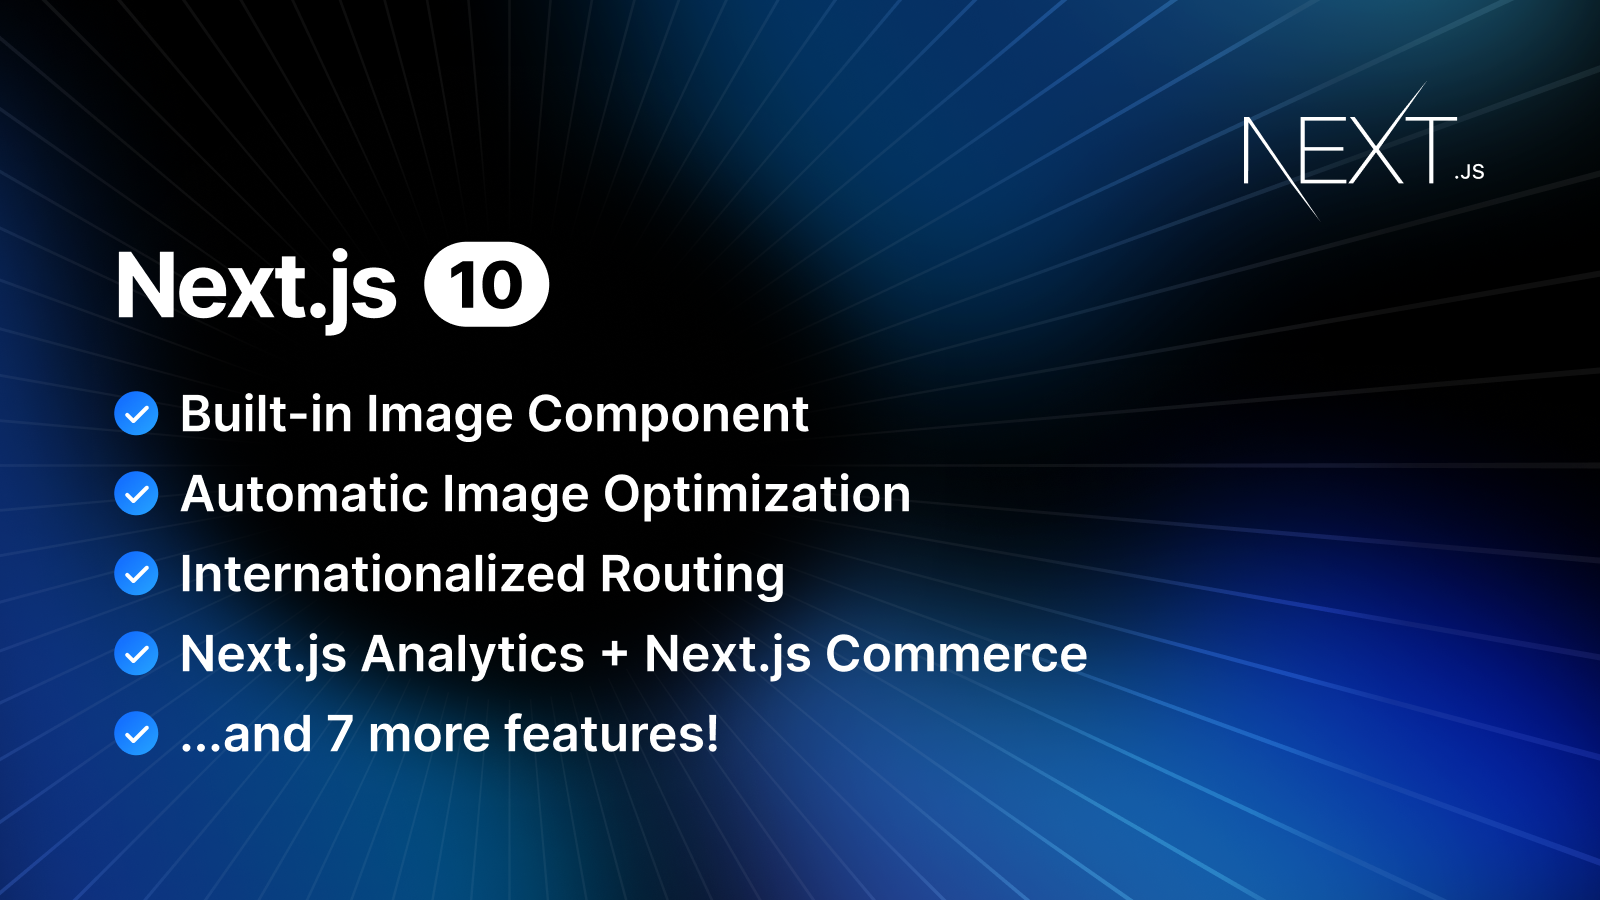 NEXT.JS
Next.js 10
Built-in Image Component
Automatic Image Optimization
Internationalized Routing
Next.js Analytics + Next.js Commerce
...and 7 more features!